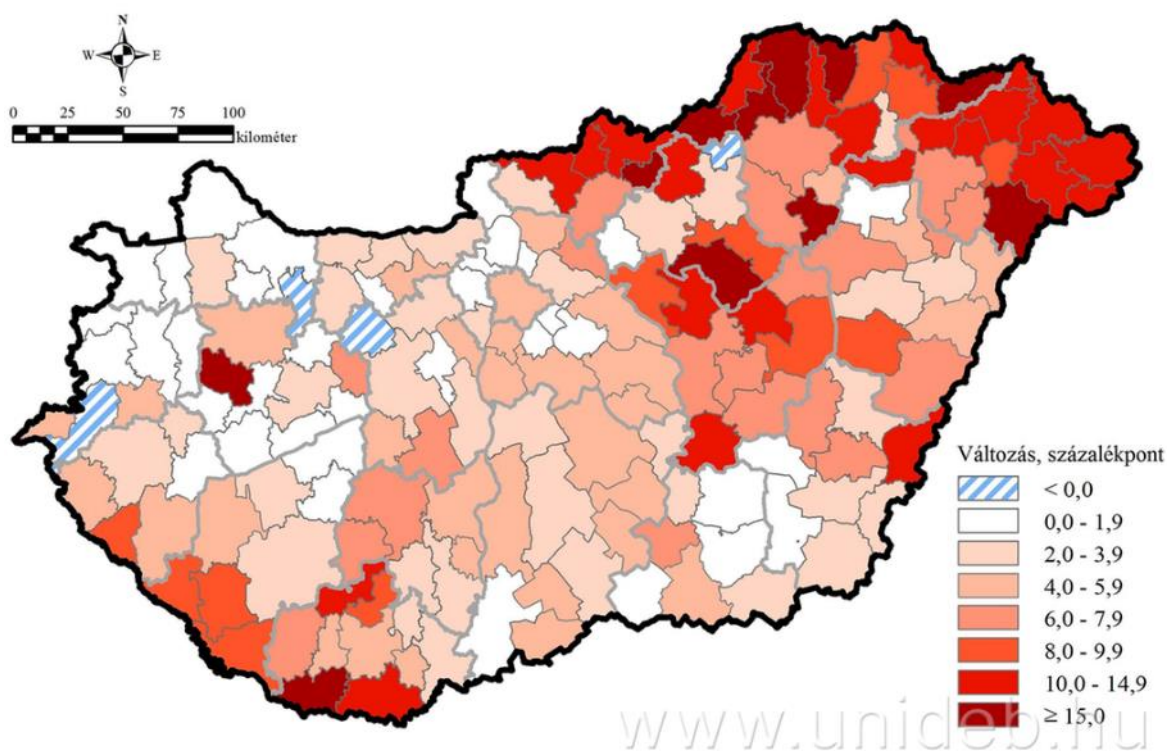 N
W E
S
0 25 50 75 100
kilométer
Változás, százalékpont
< 0,0
0,0 - 1,9
2,0 - 3,9
4,0 - 5,9
6,0 - 7,9
8,0 - 9,9
10,0 - 14,9
≥ 15,0
www.unideb.hu